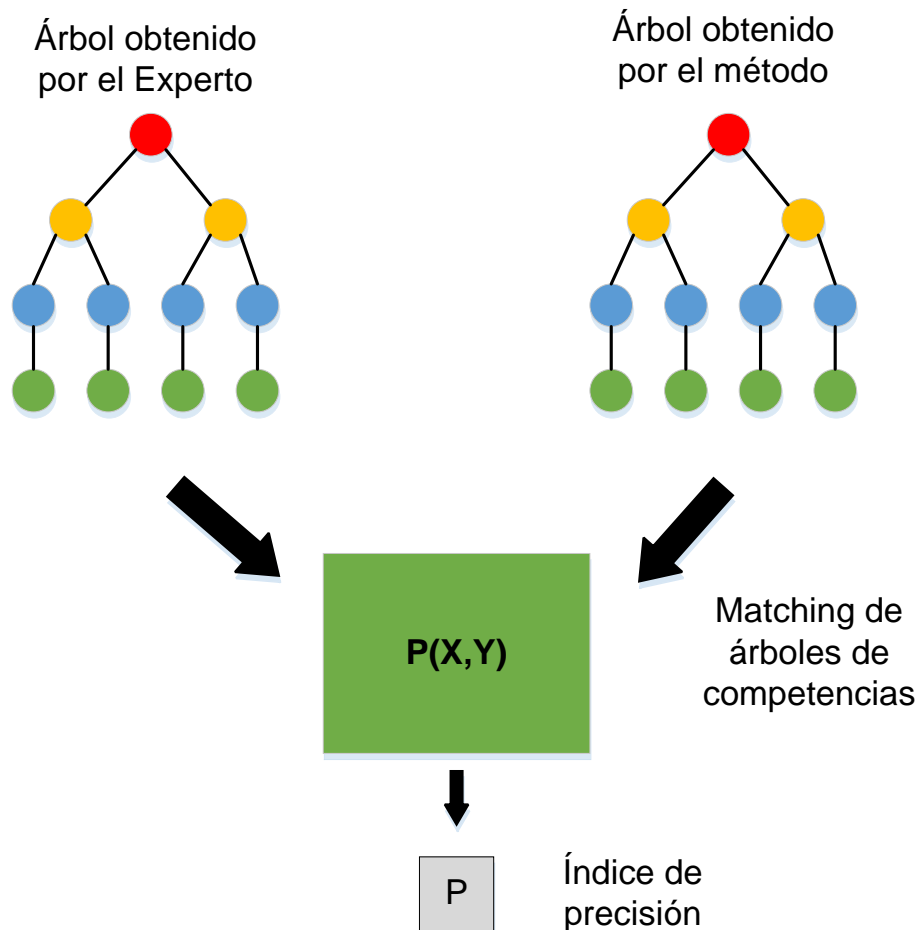 Árbol obtenido
por el Experto
Árbol obtenido
por el método
P(X,Y)
Matching de
árboles de
competencias
P
Índice de
precisión